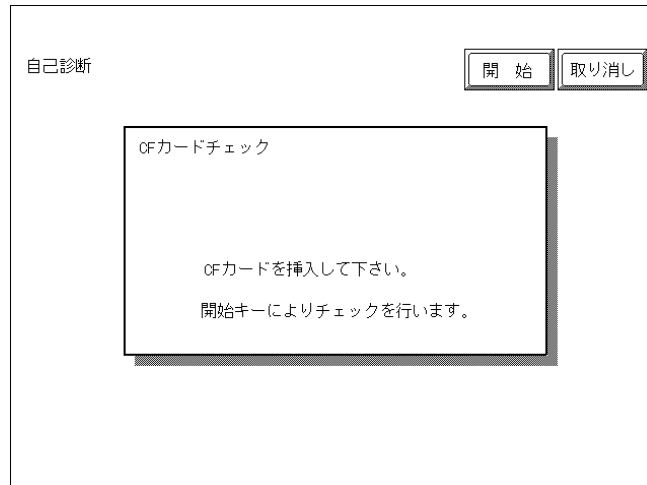 自己診断
開　始
取り消し
CFカードチェック
CFカードを挿入して下さい。
開始キーによりチェックを行います。